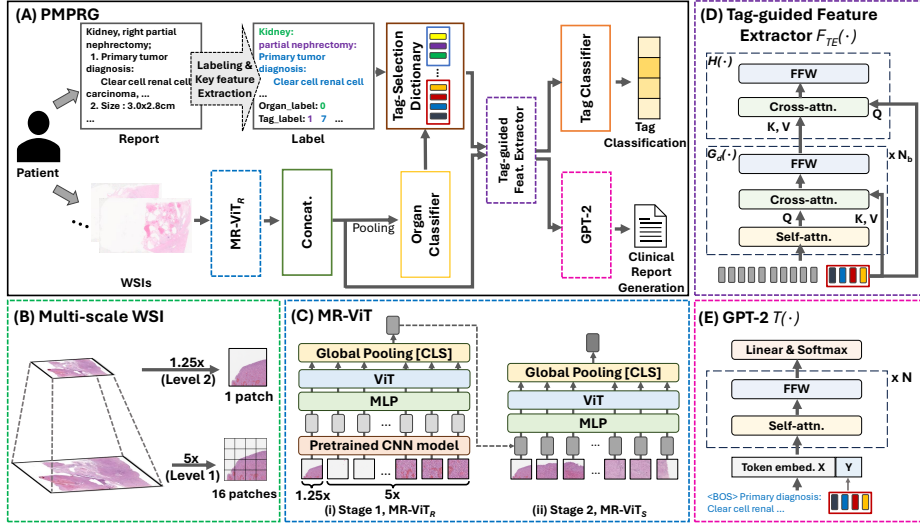 (A) PMPRG
Kidney, right partial
nephrectomy;
1. Primary tumor
diagnosis:
Clear cell renal cell
carcinoma, ...
2. Size : 3.0x2.8cm
...
Report
Labeling &
Key feature
Extraction
Kidney:
partial nephrectomy:
Primary tumor
diagnosis:
Clear cell renal cell
...
Organ_label: 0
Tag_label: 1 7 ...
Label
Tag-Selection
Dictionary
Tag Classifier
Tag
Classification
Patient
WSIs
MR-ViT_R
Concat.
Pooling
Organ
Classifier
Tag-guided
Feat. Extractor
GPT-2
Clinical
Report
Generation
(B) Multi-scale WSI
1.25x
(Level 2)
1 patch
5x
(Level 1)
16 patches
(C) MR-ViT
Global Pooling [CLS]
ViT
MLP
...
Pretrained CNN model
...
1.25x
5x
(i) Stage 1, MR-ViT_R
Global Pooling [CLS]
ViT
MLP
...
...
(ii) Stage 2, MR-ViT_S
(D) Tag-guided Feature
Extractor F_TE(·)
H(·)
FFW
Cross-attn.
Q
K, V
G_d(·)
x N_b
FFW
Cross-attn.
Q
K, V
Self-attn.
(E) GPT-2 T(·)
Linear & Softmax
x N
FFW
Self-attn.
Token embed. X
Y
<BOS> Primary diagnosis:
Clear cell renal ...